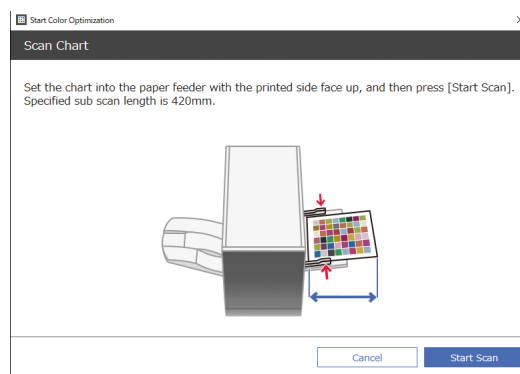 Start Color Optimization
Scan Chart
Set the chart into the paper feeder with the printed side face up, and then press [Start Scan].
Specified sub scan length is 420mm.
Cancel
Start Scan